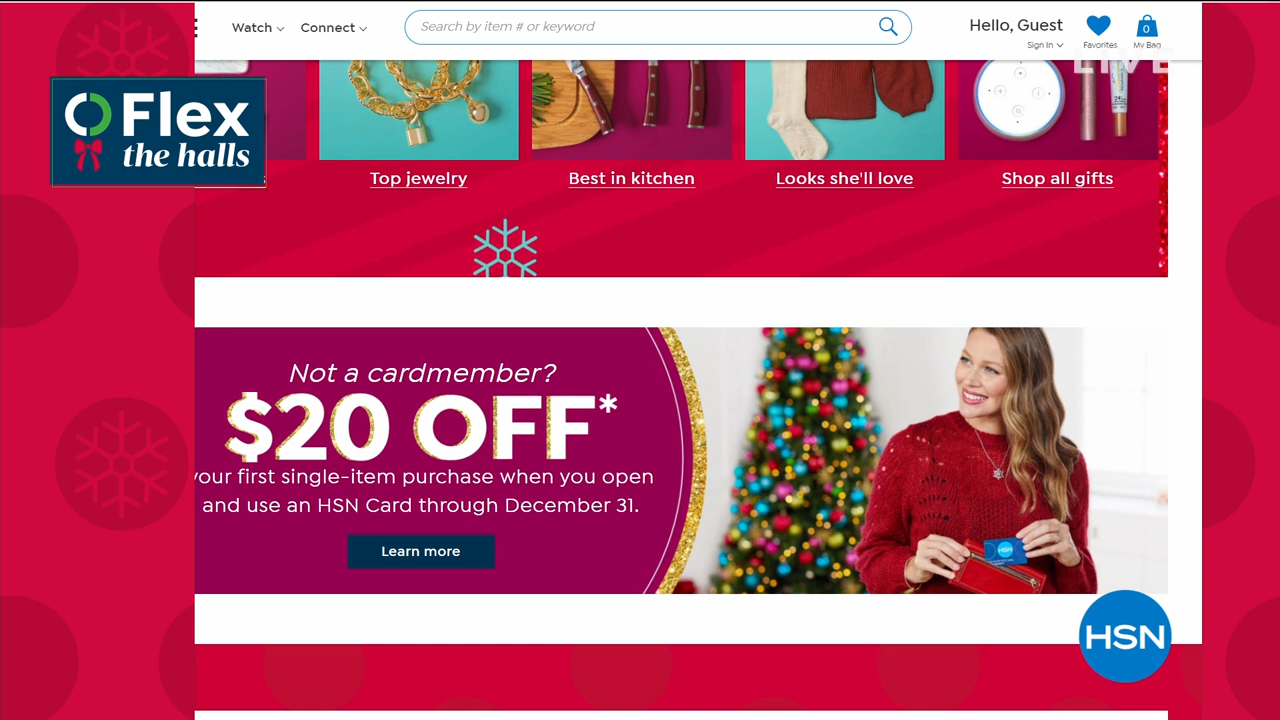 Watch Connect
Search by item # or keyword
Hello, Guest
Sign In
Favorites
0
My Bag
LIVE
Flex
the halls
Top jewelry
Best in kitchen
Looks she'll love
Shop all gifts
Not a cardmember?
$20 OFF*
your first single-item purchase when you open
and use an HSN Card through December 31.
Learn more
HSN
HSN